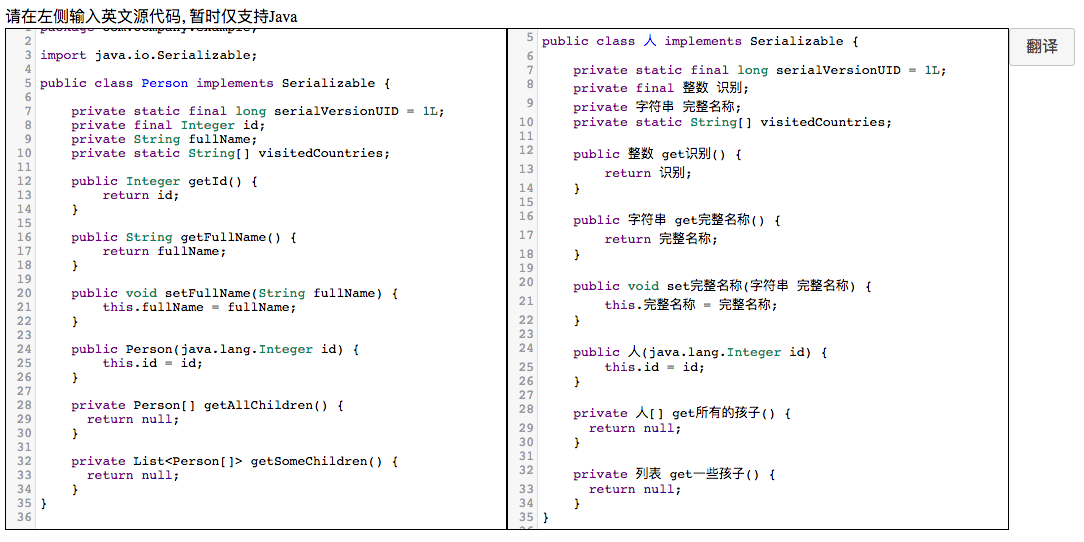 请在左侧输入英文源代码,暂时仅支持Java
翻译
1 package com.company.example;
2
3 import java.io.Serializable;
4
5 public class Person implements Serializable {
6
7     private static final long serialVersionUID = 1L;
8     private final Integer id;
9     private String fullName;
10     private static String[] visitedCountries;
11
12     public Integer getId() {
13         return id;
14     }
15
16     public String getFullName() {
17         return fullName;
18     }
19
20     public void setFullName(String fullName) {
21         this.fullName = fullName;
22     }
23
24     public Person(java.lang.Integer id) {
25         this.id = id;
26     }
27
28     private Person[] getAllChildren() {
29       return null;
30     }
31
32     private List<Person[]> getSomeChildren() {
33       return null;
34     }
35 }
36
5 public class 人 implements Serializable {
6
7     private static final long serialVersionUID = 1L;
8     private final 整数 识别;
9     private 字符串 完整名称;
10     private static String[] visitedCountries;
11
12     public 整数 get识别() {
13         return 识别;
14     }
15
16     public 字符串 get完整名称() {
17         return 完整名称;
18     }
19
20     public void set完整名称(字符串 完整名称) {
21         this.完整名称 = 完整名称;
22     }
23
24     public 人(java.lang.Integer id) {
25         this.id = id;
26     }
27
28     private 人[] get所有的孩子() {
29       return null;
30     }
31
32     private 列表 get一些孩子() {
33       return null;
34     }
35 }